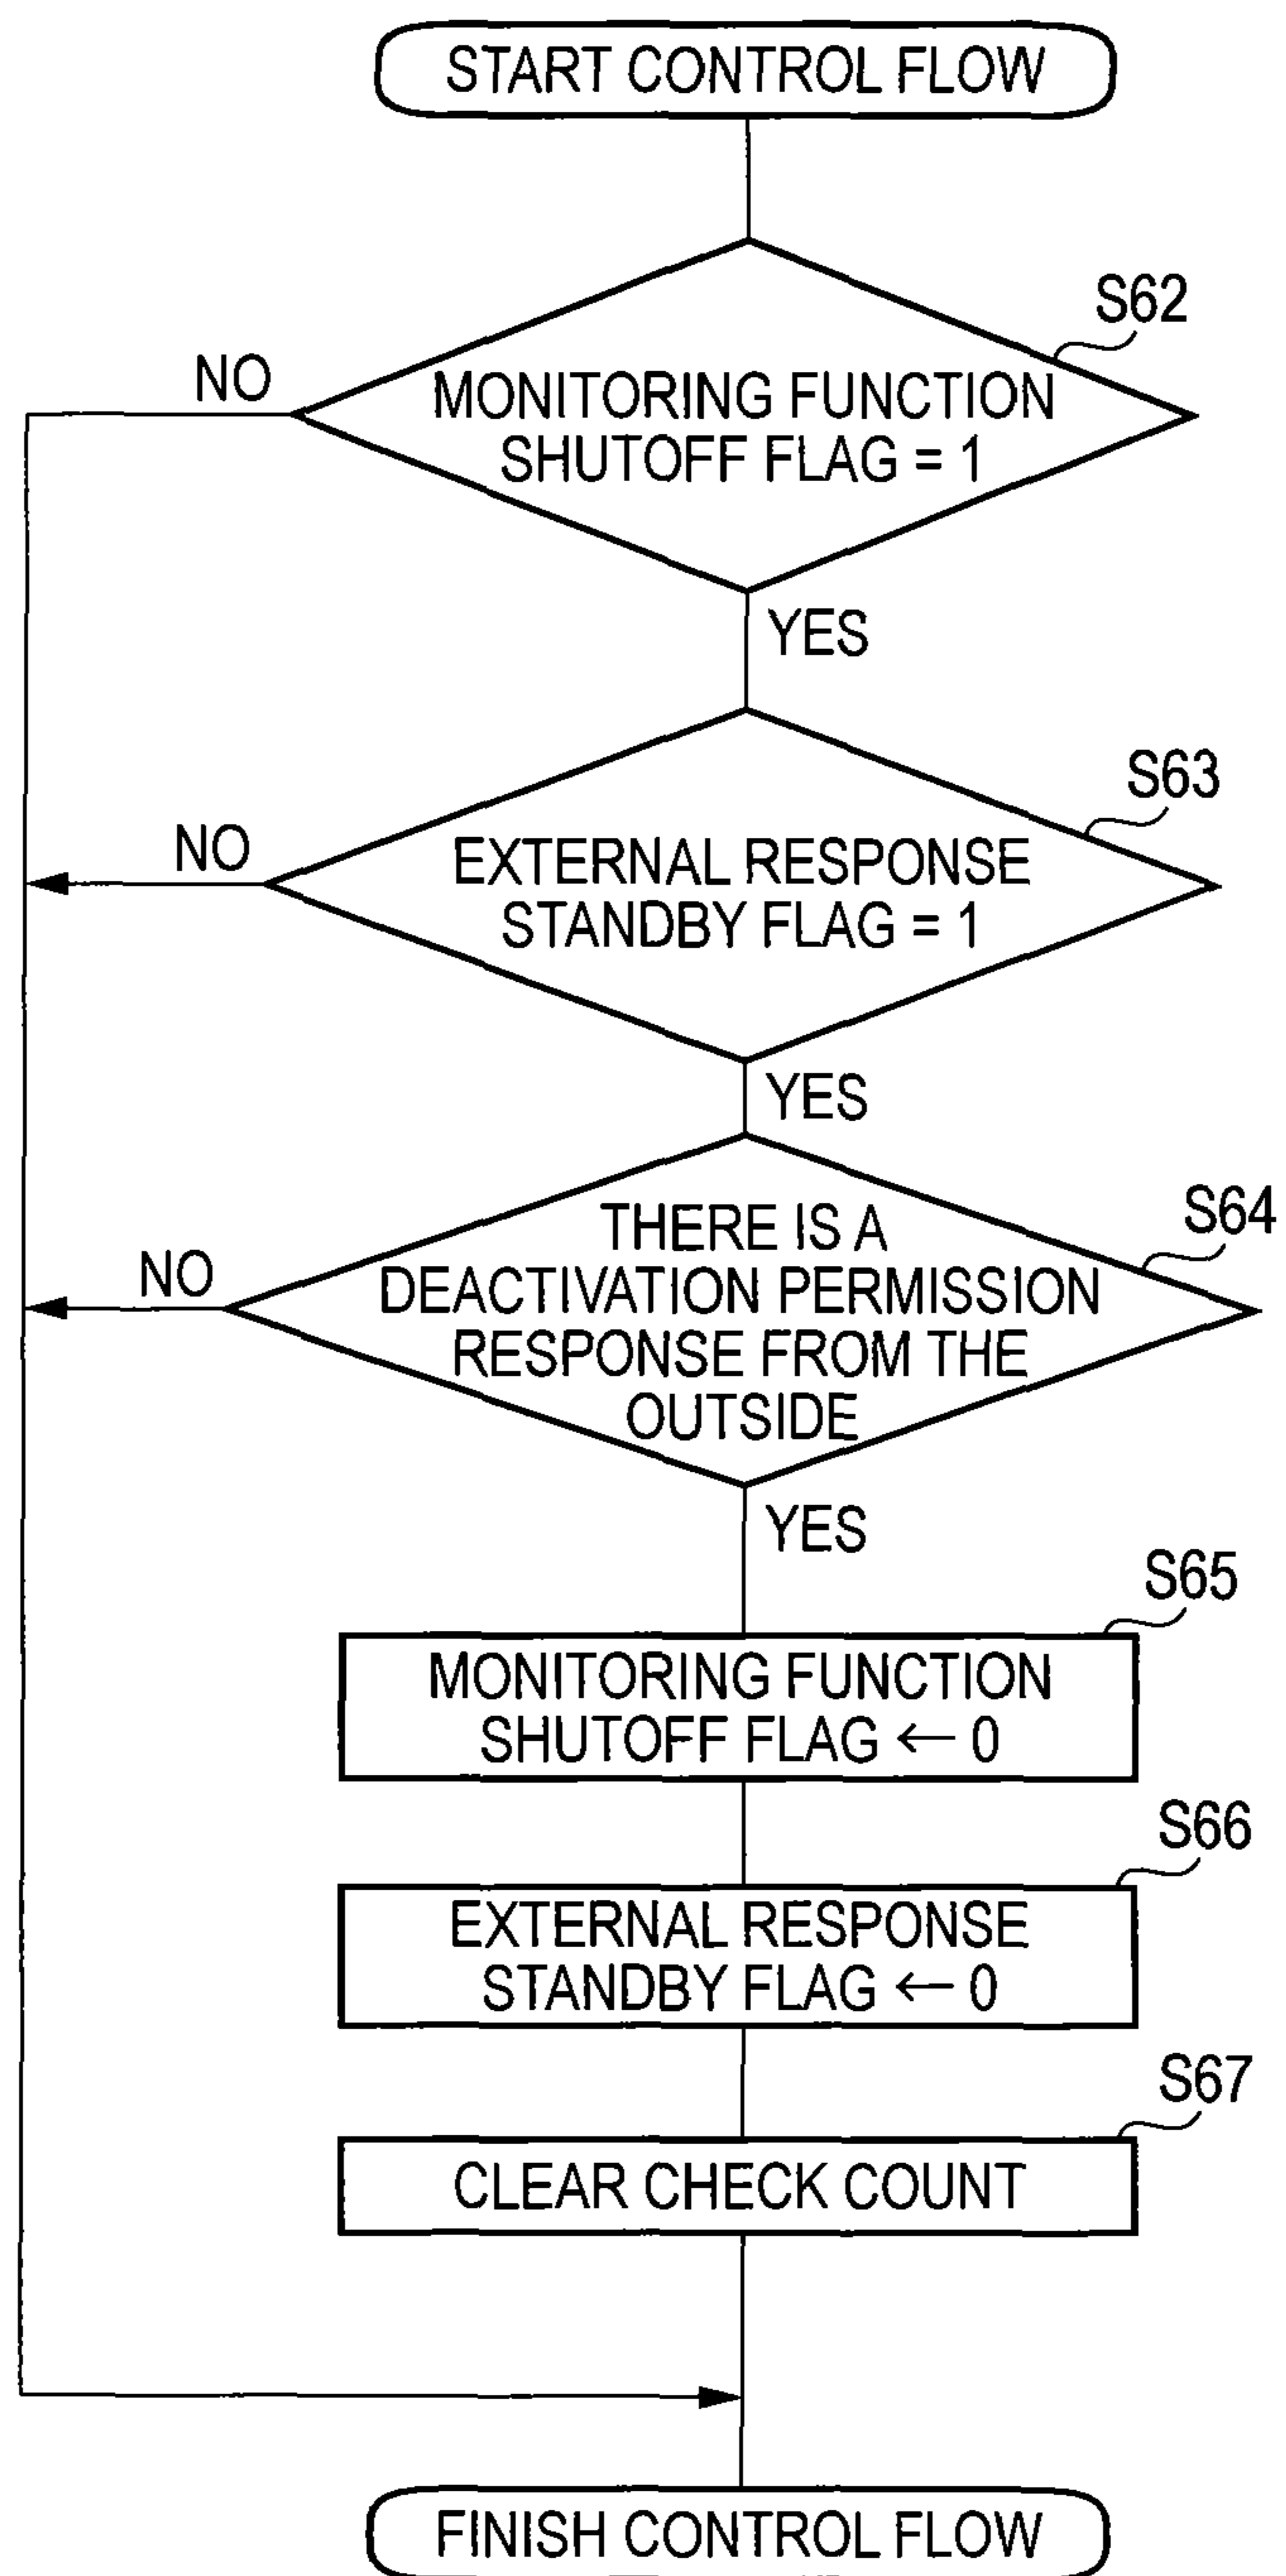 START CONTROL FLOW
S62
NO
MONITORING FUNCTION
SHUTOFF FLAG = 1
YES
S63
NO
EXTERNAL RESPONSE
STANDBY FLAG = 1
YES
S64
THERE IS A
NO
DEACTIVATION PERMISSION
RESPONSE FROM THE
OUTSIDE
YES
S65
MONITORING FUNCTION
SHUTOFF FLAG ← 0
S66
EXTERNAL RESPONSE
STANDBY FLAG ← 0
S67
CLEAR CHECK COUNT
FINISH CONTROL FLOW